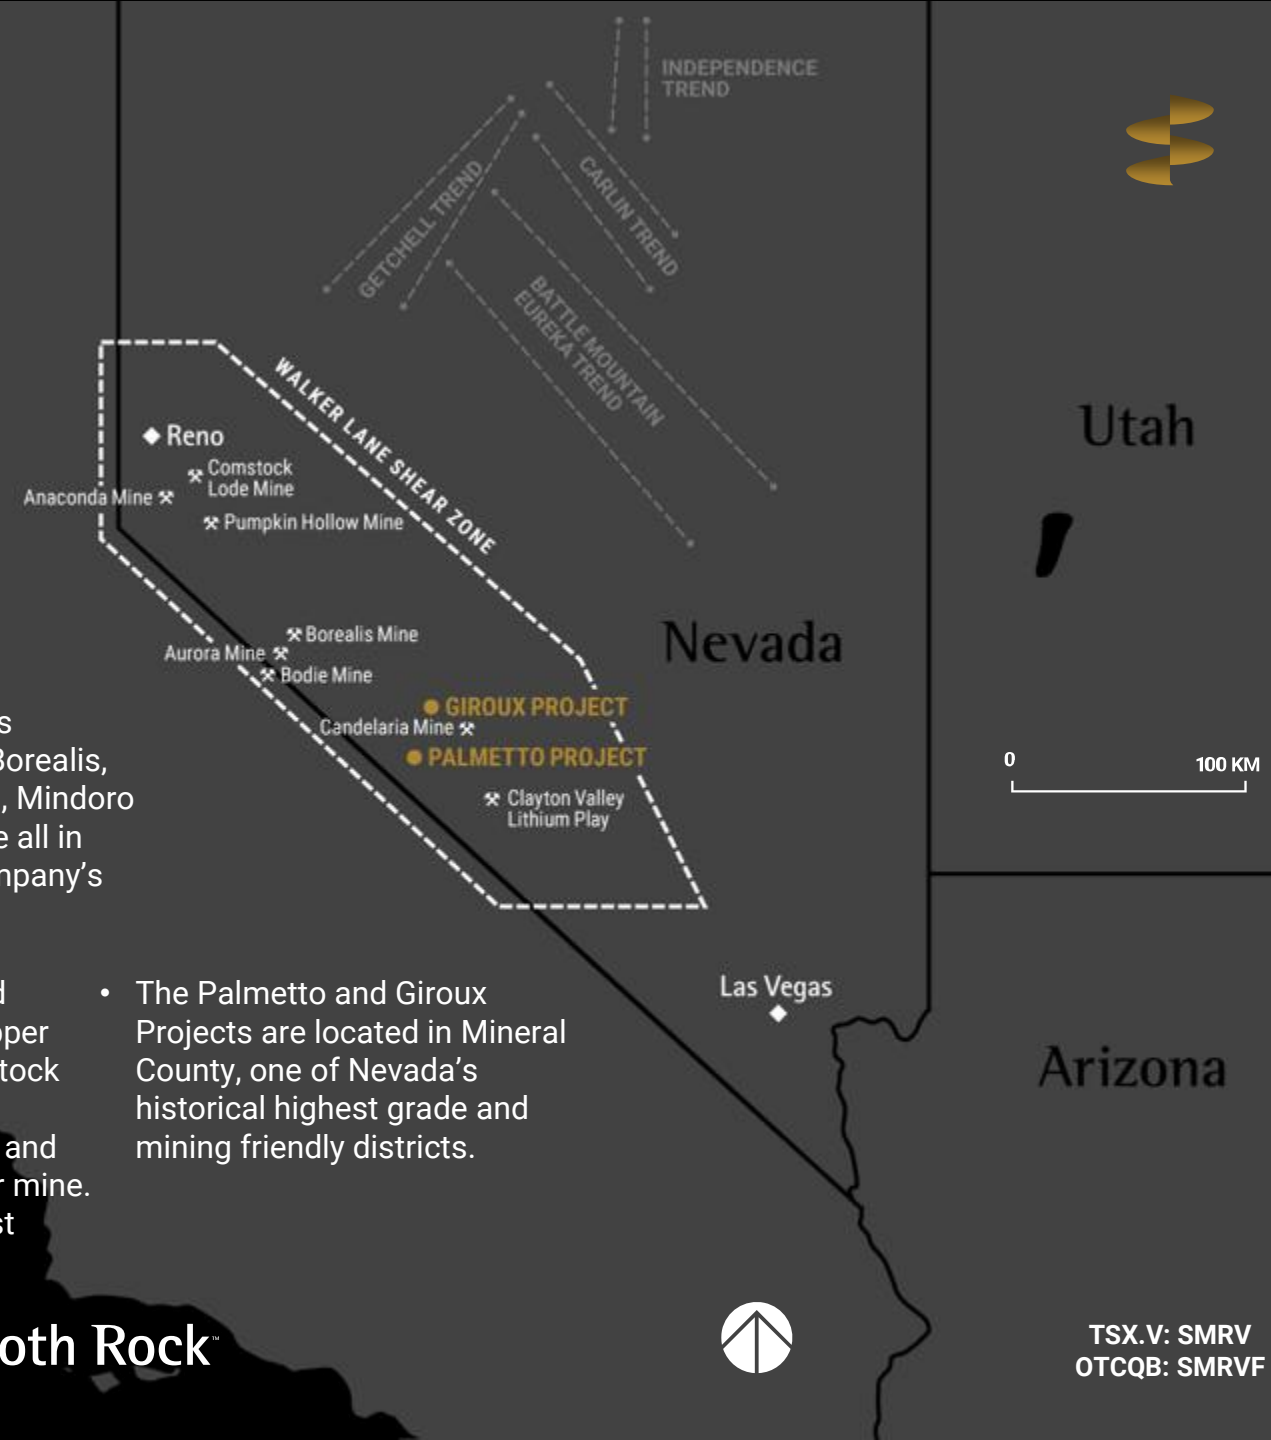 INDEPENDENCE
TREND
CARLIN TREND
GETCHELL TREND
BATTLE MOUNTAIN
EUREKA TREND
WALKER LANE SHEAR ZONE
Utah
Reno
Comstock
Lode Mine
Anaconda Mine
Pumpkin Hollow Mine
Nevada
Borealis Mine
Aurora Mine
Bodie Mine
GIROUX PROJECT
Candelaria Mine
PALMETTO PROJECT
Clayton Valley
Lithium Play
0
100 KM
s
Borealis,
, Mindoro
e all in
mpany’s
Las Vegas
Arizona
d
pper
tock
and
r mine.
st
• The Palmetto and Giroux
Projects are located in Mineral
County, one of Nevada’s
historical highest grade and
mining friendly districts.
oth Rock™
TSX.V: SMRV
OTCQB: SMRVF